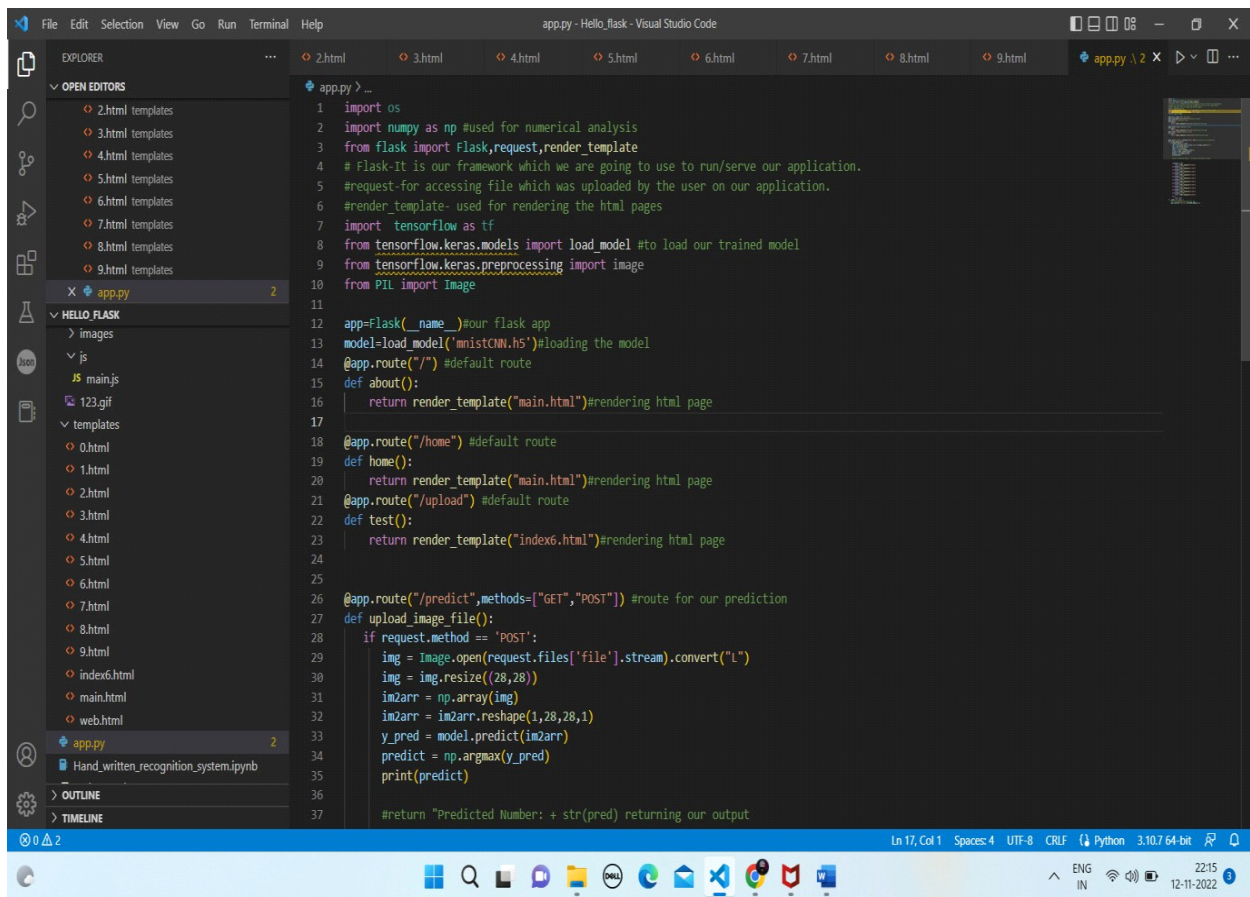 File Edit Selection View Go Run Terminal Help app.py - Hello_flask - Visual Studio Code
EXPLORER
2.html 3.html 4.html 5.html 6.html 7.html 8.html 9.html app.py .\ 2
OPEN EDITORS
2.html templates
3.html templates
4.html templates
5.html templates
6.html templates
7.html templates
8.html templates
9.html templates
app.py 2
HELLO_FLASK
images
js
JS main.js
123.gif
templates
0.html
1.html
2.html
3.html
4.html
5.html
6.html
7.html
8.html
9.html
index6.html
main.html
web.html
app.py 2
Hand_written_recognition_system.ipynb
OUTLINE
TIMELINE
Json
app.py > ...
1 import os
2 import numpy as np #used for numerical analysis
3 from flask import Flask,request,render_template
4 # Flask-It is our framework which we are going to use to run/serve our application.
5 #request-for accessing file which was uploaded by the user on our application.
6 #render_template- used for rendering the html pages
7 import  tensorflow as tf
8 from tensorflow.keras.models import load_model #to load our trained model
9 from tensorflow.keras.preprocessing import image
10 from PIL import Image
11
12 app=Flask(__name__)#our flask app
13 model=load_model('mnistCNN.h5')#loading the model
14 @app.route("/") #default route
15 def about():
16     return render_template("main.html")#rendering html page
17
18 @app.route("/home") #default route
19 def home():
20     return render_template("main.html")#rendering html page
21 @app.route("/upload") #default route
22 def test():
23     return render_template("index6.html")#rendering html page
24
25
26 @app.route("/predict",methods=["GET","POST"]) #route for our prediction
27 def upload_image_file():
28    if request.method == 'POST':
29       img = Image.open(request.files['file'].stream).convert("L")
30       img = img.resize((28,28))
31       im2arr = np.array(img)
32       im2arr = im2arr.reshape(1,28,28,1)
33       y_pred = model.predict(im2arr)
34       predict = np.argmax(y_pred)
35       print(predict)
36
37       #return "Predicted Number: + str(pred) returning our output
0 2 Ln 17, Col 1 Spaces: 4 UTF-8 CRLF Python 3.10.7 64-bit
DELL W
ENG
IN
22:15
12-11-2022
3